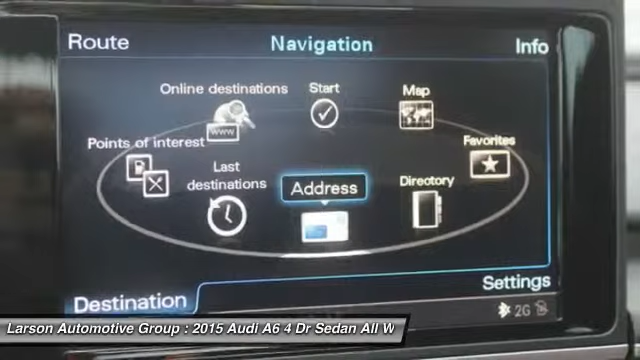 Route
Navigation
Info
Online destinations
Start
Map
www
Points of interest
Last
destinations
Address
Directory
Favorites
Settings
Destination
2G
Larson Automotive Group : 2015 Audi A6 4 Dr Sedan All W